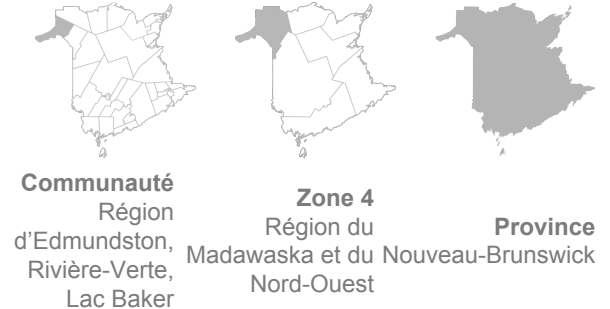 Communauté
Région
d'Edmundston,
Rivière-Verte,
Lac Baker
Zone 4
Région du
Madawaska et du
Nord-Ouest
Province
Nouveau-Brunswick